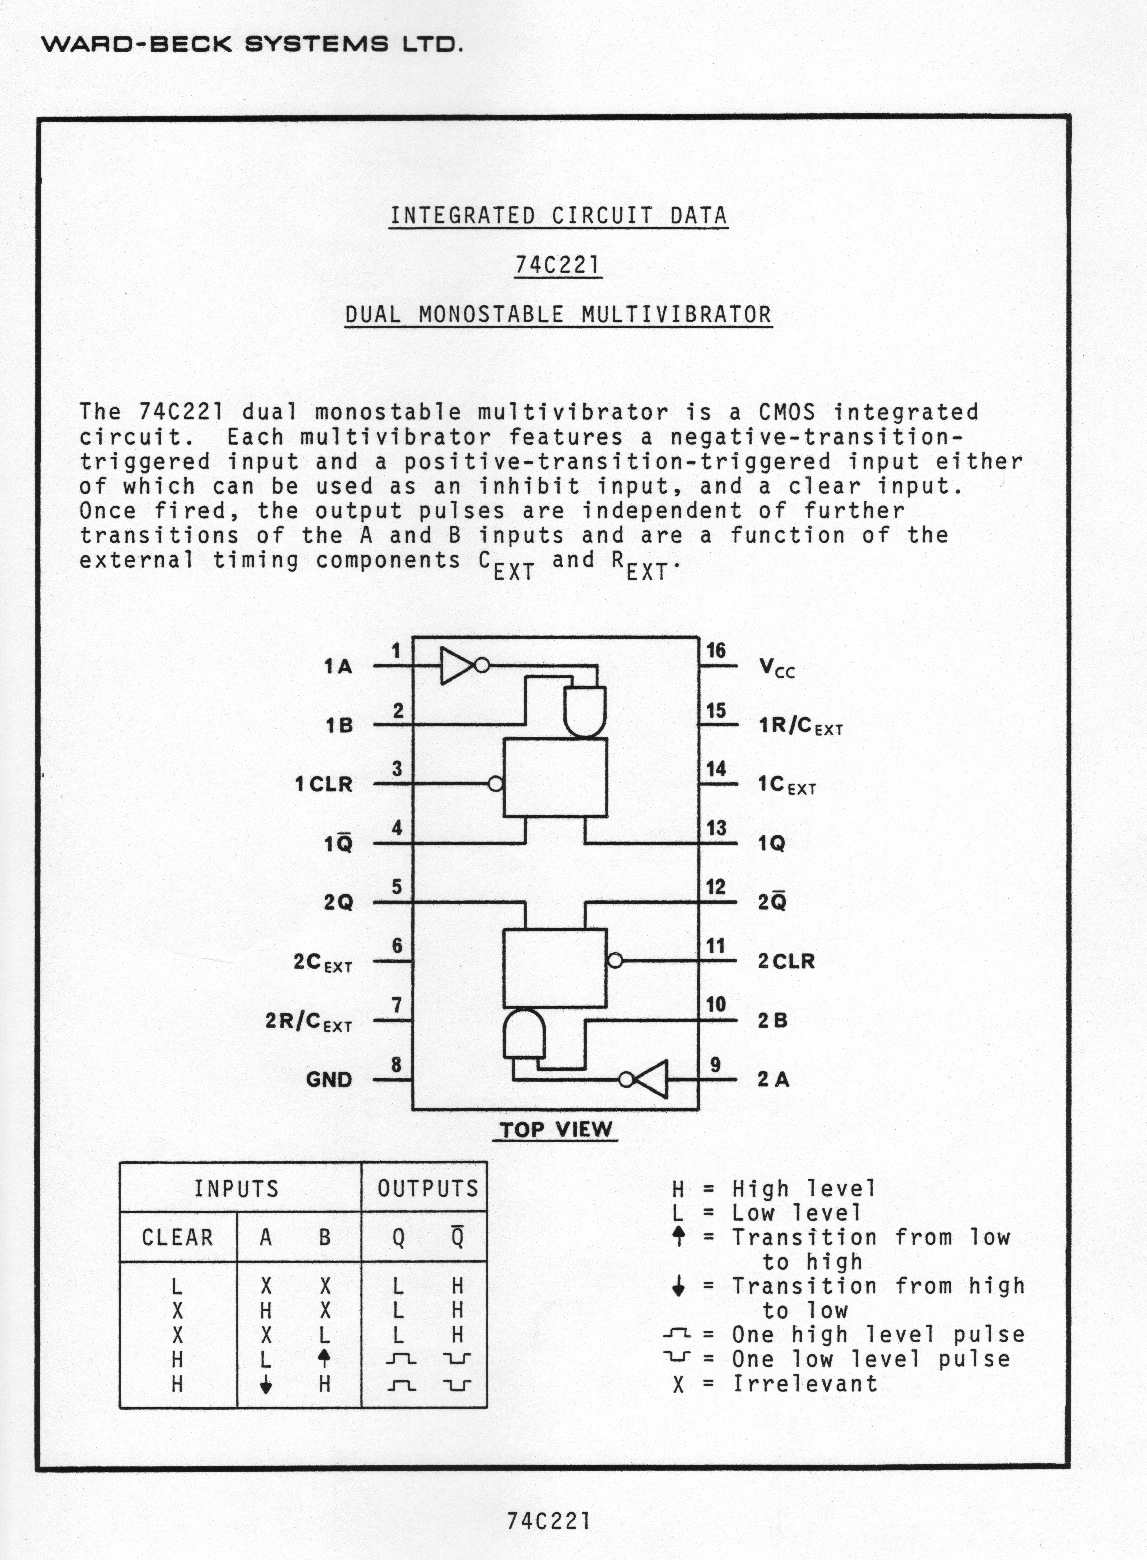 WARD-BECK SYSTEMS LTD.
INTEGRATED CIRCUIT DATA
74C221
DUAL MONOSTABLE MULTIVIBRATOR
The 74C221 dual monostable multivibrator is a CMOS integrated
circuit. Each multivibrator features a negative-transition-
triggered input and a positive-transition-triggered input either
of which can be used as an inhibit input, and a clear input.
Once fired, the output pulses are independent of further
transitions of the A and B inputs and are a function of the
external timing components CEXT and REXT.
1A 1 16 VCC
1B 2 15 1R/CEXT
1CLR 3 14 1CEXT
1Q̅ 4 13 1Q
2Q 5 12 2Q̅
2CEXT 6 11 2CLR
2R/CEXT 7 10 2B
GND 8 9 2A
TOP VIEW
INPUTS OUTPUTS
CLEAR A B Q Q̅
L X X L H
X H X L H
X X L L H
H L ↑ ⎍ ⊔
H ↓ H ⎍ ⊔
H = High level
L = Low level
↑ = Transition from low
to high
↓ = Transition from high
to low
⎍ = One high level pulse
⊔ = One low level pulse
X = Irrelevant
74C221